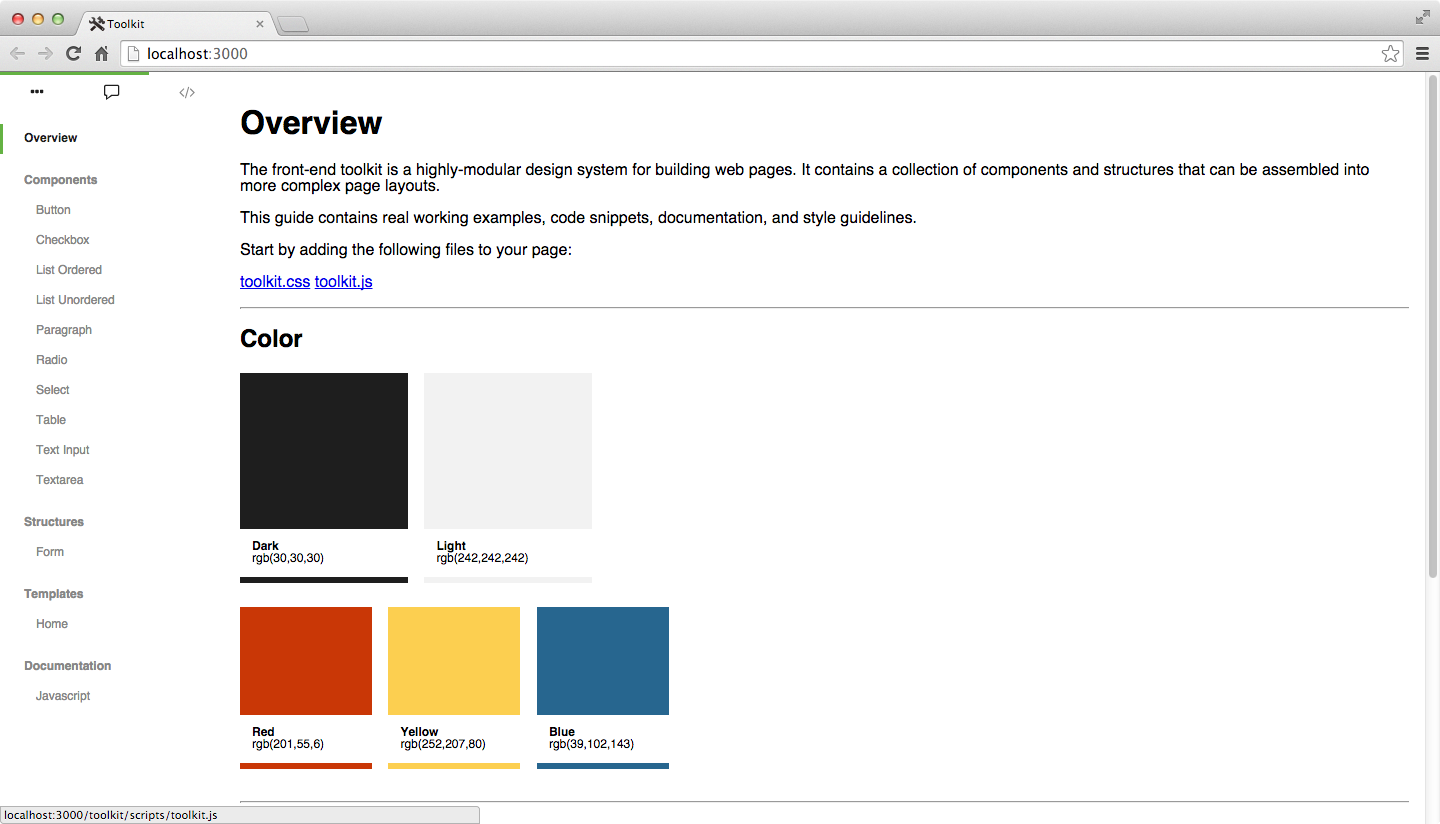 Toolkit
localhost:3000
</>
Overview
Components
Button
Checkbox
List Ordered
List Unordered
Paragraph
Radio
Select
Table
Text Input
Textarea
Structures
Form
Templates
Home
Documentation
Javascript
Overview
The front-end toolkit is a highly-modular design system for building web pages. It contains a collection of components and structures that can be assembled into
more complex page layouts.
This guide contains real working examples, code snippets, documentation, and style guidelines.
Start by adding the following files to your page:
toolkit.css toolkit.js
Color
Dark
rgb(30,30,30)
Light
rgb(242,242,242)
Red
rgb(201,55,6)
Yellow
rgb(252,207,80)
Blue
rgb(39,102,143)
localhost:3000/toolkit/scripts/toolkit.js